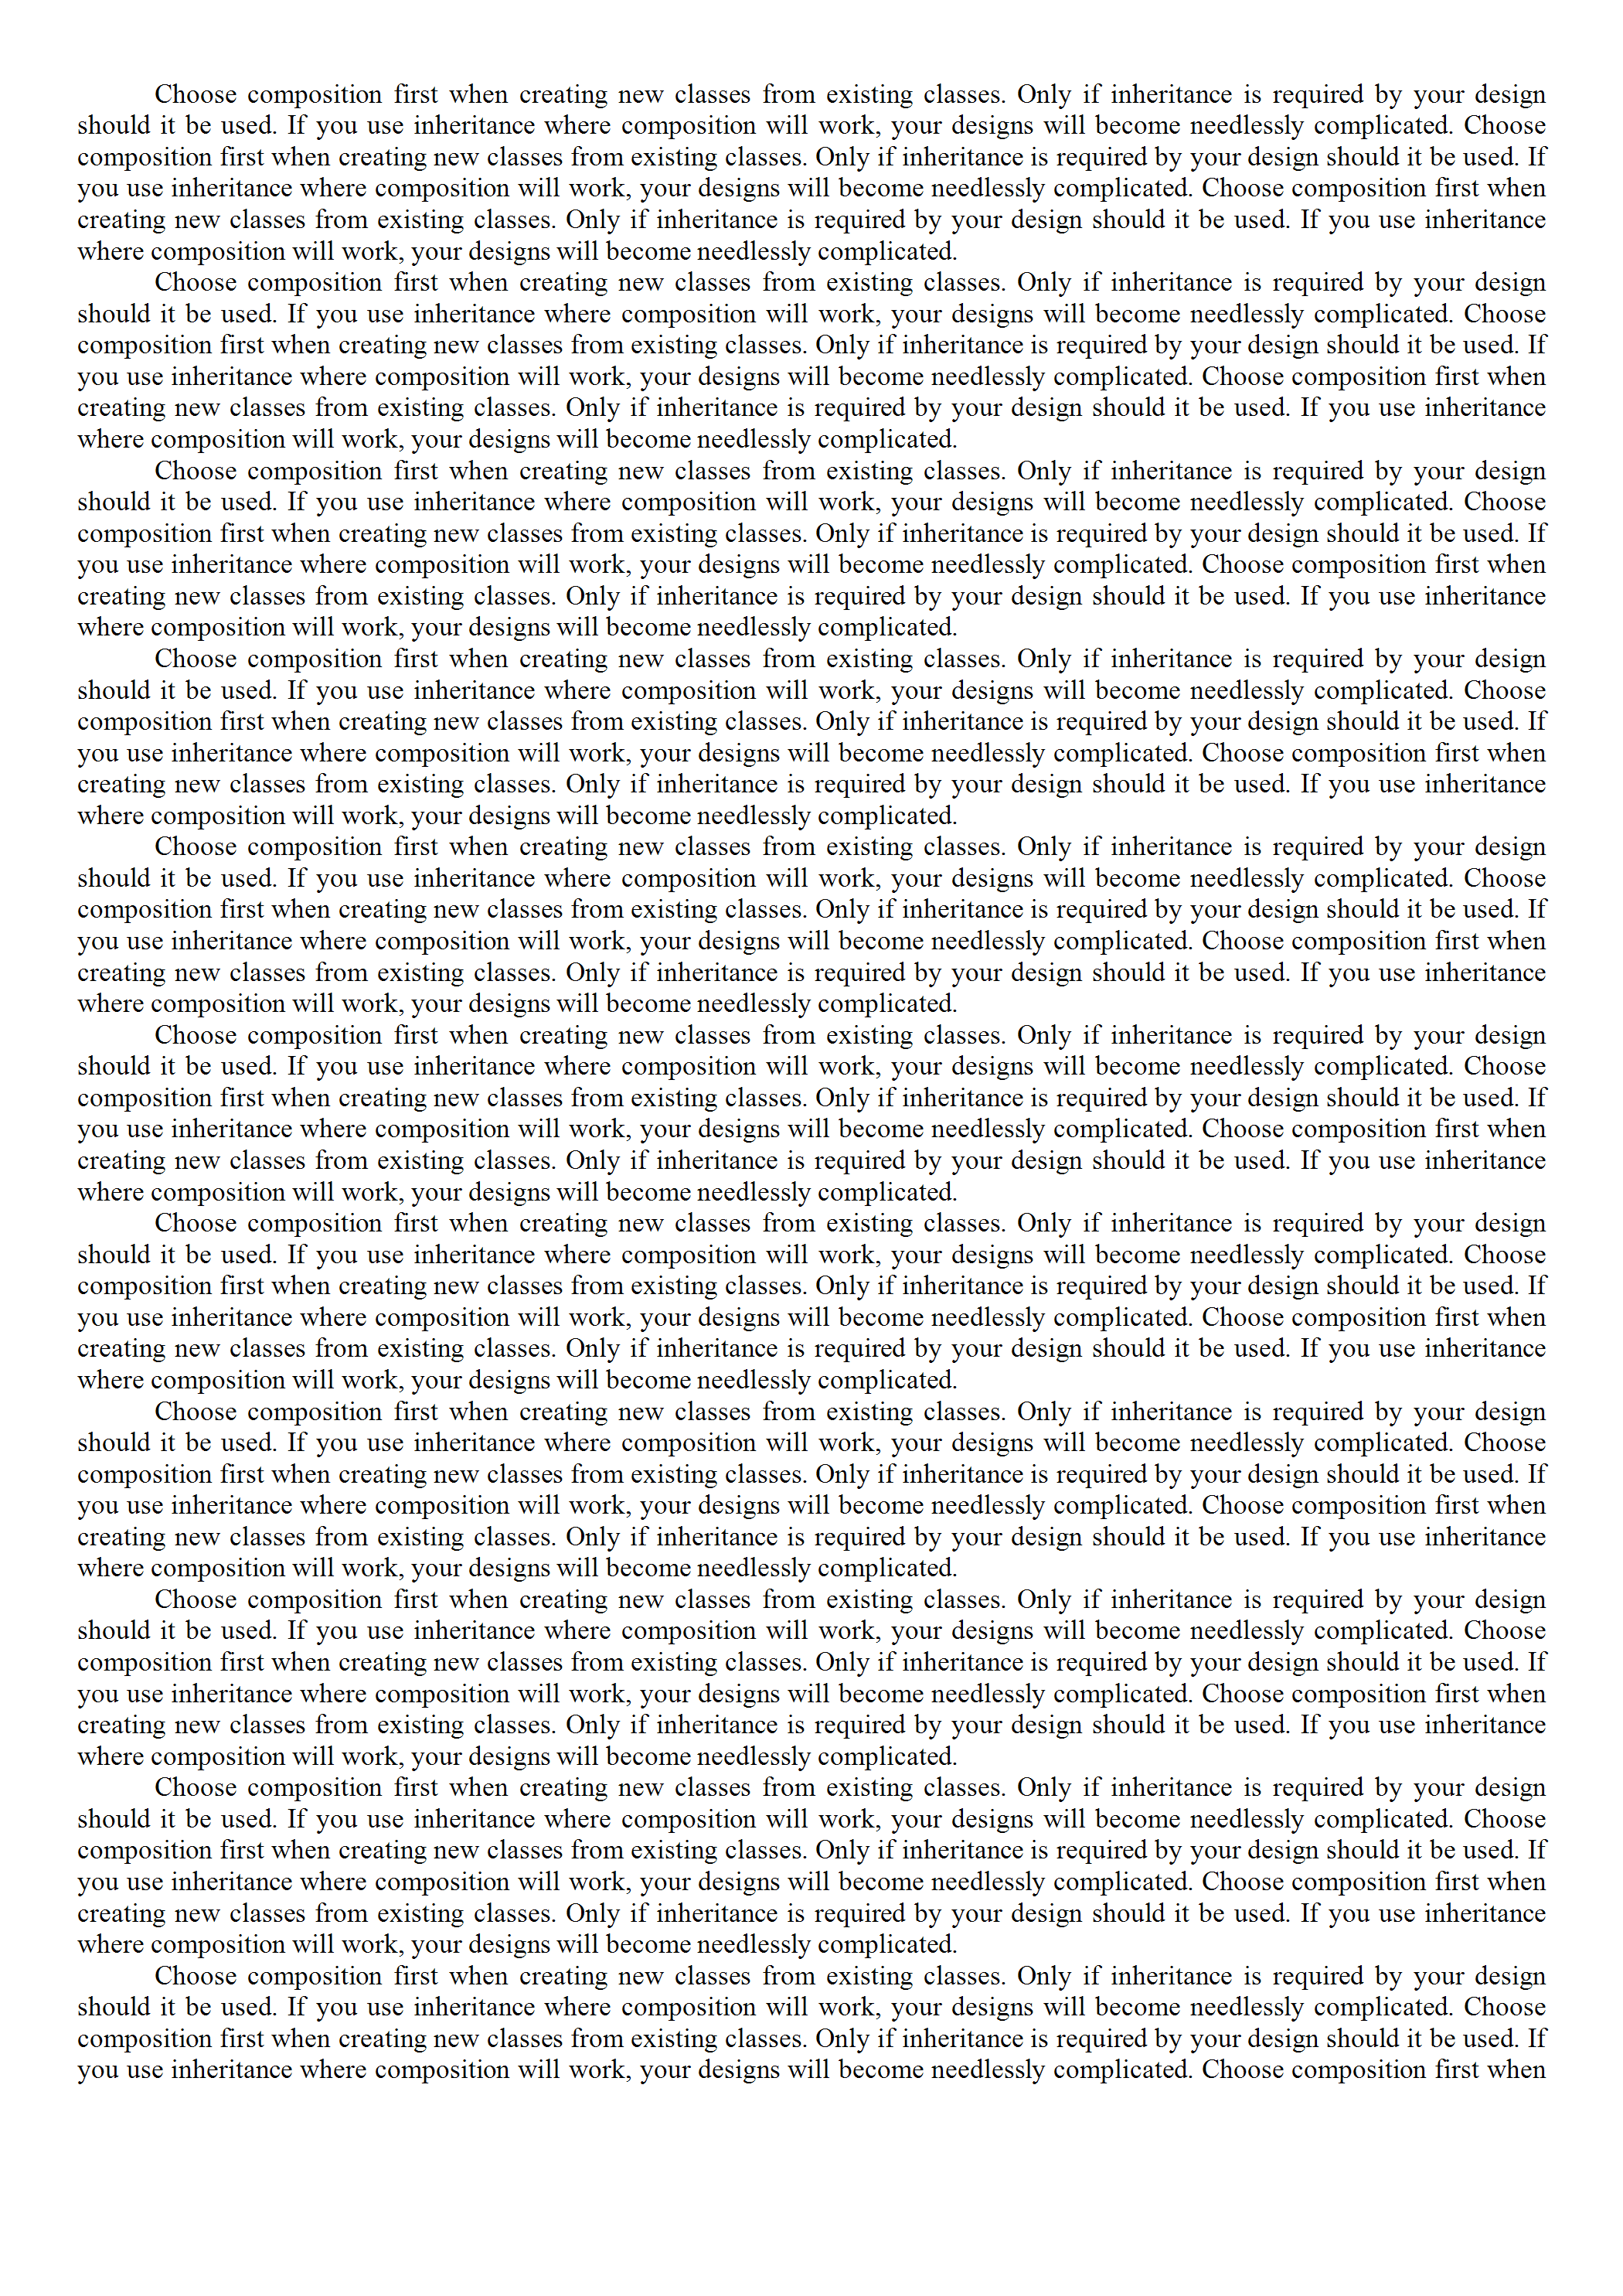 Choose composition first when creating new classes from existing classes. Only if inheritance is required by your design
should it be used. If you use inheritance where composition will work, your designs will become needlessly complicated. Choose
composition first when creating new classes from existing classes. Only if inheritance is required by your design should it be used. If
you use inheritance where composition will work, your designs will become needlessly complicated. Choose composition first when
creating new classes from existing classes. Only if inheritance is required by your design should it be used. If you use inheritance
where composition will work, your designs will become needlessly complicated.
Choose composition first when creating new classes from existing classes. Only if inheritance is required by your design
should it be used. If you use inheritance where composition will work, your designs will become needlessly complicated. Choose
composition first when creating new classes from existing classes. Only if inheritance is required by your design should it be used. If
you use inheritance where composition will work, your designs will become needlessly complicated. Choose composition first when
creating new classes from existing classes. Only if inheritance is required by your design should it be used. If you use inheritance
where composition will work, your designs will become needlessly complicated.
Choose composition first when creating new classes from existing classes. Only if inheritance is required by your design
should it be used. If you use inheritance where composition will work, your designs will become needlessly complicated. Choose
composition first when creating new classes from existing classes. Only if inheritance is required by your design should it be used. If
you use inheritance where composition will work, your designs will become needlessly complicated. Choose composition first when
creating new classes from existing classes. Only if inheritance is required by your design should it be used. If you use inheritance
where composition will work, your designs will become needlessly complicated.
Choose composition first when creating new classes from existing classes. Only if inheritance is required by your design
should it be used. If you use inheritance where composition will work, your designs will become needlessly complicated. Choose
composition first when creating new classes from existing classes. Only if inheritance is required by your design should it be used. If
you use inheritance where composition will work, your designs will become needlessly complicated. Choose composition first when
creating new classes from existing classes. Only if inheritance is required by your design should it be used. If you use inheritance
where composition will work, your designs will become needlessly complicated.
Choose composition first when creating new classes from existing classes. Only if inheritance is required by your design
should it be used. If you use inheritance where composition will work, your designs will become needlessly complicated. Choose
composition first when creating new classes from existing classes. Only if inheritance is required by your design should it be used. If
you use inheritance where composition will work, your designs will become needlessly complicated. Choose composition first when
creating new classes from existing classes. Only if inheritance is required by your design should it be used. If you use inheritance
where composition will work, your designs will become needlessly complicated.
Choose composition first when creating new classes from existing classes. Only if inheritance is required by your design
should it be used. If you use inheritance where composition will work, your designs will become needlessly complicated. Choose
composition first when creating new classes from existing classes. Only if inheritance is required by your design should it be used. If
you use inheritance where composition will work, your designs will become needlessly complicated. Choose composition first when
creating new classes from existing classes. Only if inheritance is required by your design should it be used. If you use inheritance
where composition will work, your designs will become needlessly complicated.
Choose composition first when creating new classes from existing classes. Only if inheritance is required by your design
should it be used. If you use inheritance where composition will work, your designs will become needlessly complicated. Choose
composition first when creating new classes from existing classes. Only if inheritance is required by your design should it be used. If
you use inheritance where composition will work, your designs will become needlessly complicated. Choose composition first when
creating new classes from existing classes. Only if inheritance is required by your design should it be used. If you use inheritance
where composition will work, your designs will become needlessly complicated.
Choose composition first when creating new classes from existing classes. Only if inheritance is required by your design
should it be used. If you use inheritance where composition will work, your designs will become needlessly complicated. Choose
composition first when creating new classes from existing classes. Only if inheritance is required by your design should it be used. If
you use inheritance where composition will work, your designs will become needlessly complicated. Choose composition first when
creating new classes from existing classes. Only if inheritance is required by your design should it be used. If you use inheritance
where composition will work, your designs will become needlessly complicated.
Choose composition first when creating new classes from existing classes. Only if inheritance is required by your design
should it be used. If you use inheritance where composition will work, your designs will become needlessly complicated. Choose
composition first when creating new classes from existing classes. Only if inheritance is required by your design should it be used. If
you use inheritance where composition will work, your designs will become needlessly complicated. Choose composition first when
creating new classes from existing classes. Only if inheritance is required by your design should it be used. If you use inheritance
where composition will work, your designs will become needlessly complicated.
Choose composition first when creating new classes from existing classes. Only if inheritance is required by your design
should it be used. If you use inheritance where composition will work, your designs will become needlessly complicated. Choose
composition first when creating new classes from existing classes. Only if inheritance is required by your design should it be used. If
you use inheritance where composition will work, your designs will become needlessly complicated. Choose composition first when
creating new classes from existing classes. Only if inheritance is required by your design should it be used. If you use inheritance
where composition will work, your designs will become needlessly complicated.
Choose composition first when creating new classes from existing classes. Only if inheritance is required by your design
should it be used. If you use inheritance where composition will work, your designs will become needlessly complicated. Choose
composition first when creating new classes from existing classes. Only if inheritance is required by your design should it be used. If
you use inheritance where composition will work, your designs will become needlessly complicated. Choose composition first when